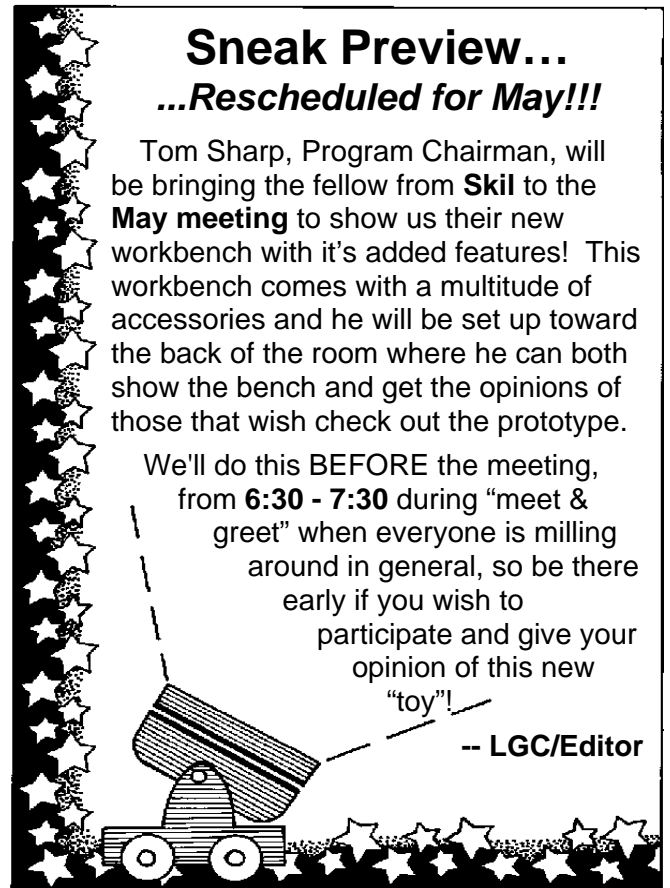 Sneak Preview…
...Rescheduled for May!!!
Tom Sharp, Program Chairman, will
be bringing the fellow from Skil to the
May meeting to show us their new
workbench with it's added features! This
workbench comes with a multitude of
accessories and he will be set up toward
the back of the room where he can both
show the bench and get the opinions of
those that wish check out the prototype.
We'll do this BEFORE the meeting,
from 6:30 - 7:30 during “meet &
greet” when everyone is milling
around in general, so be there
early if you wish to
participate and give your
opinion of this new
“toy”!
-- LGC/Editor